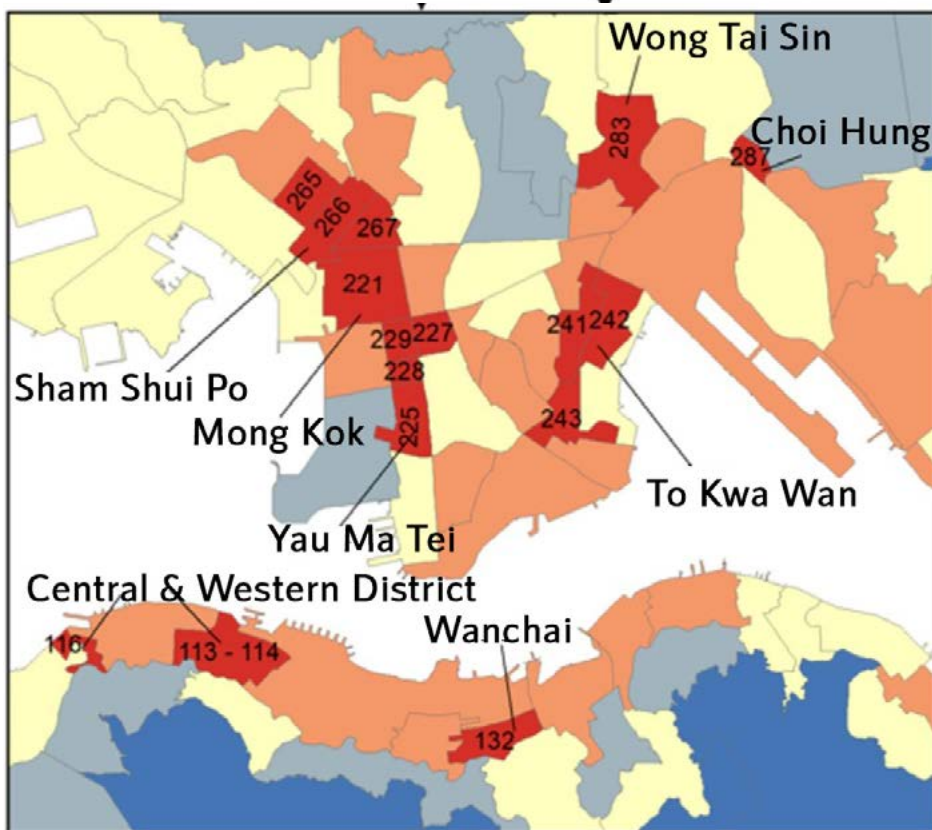 Wong Tai Sin
283
Choi Hung
287
265
266
267
221
241 242
229 227
228
Sham Shui Po
Mong Kok
225
243
To Kwa Wan
Yau Ma Tei
Central & Western District
Wanchai
116
113 - 114
132